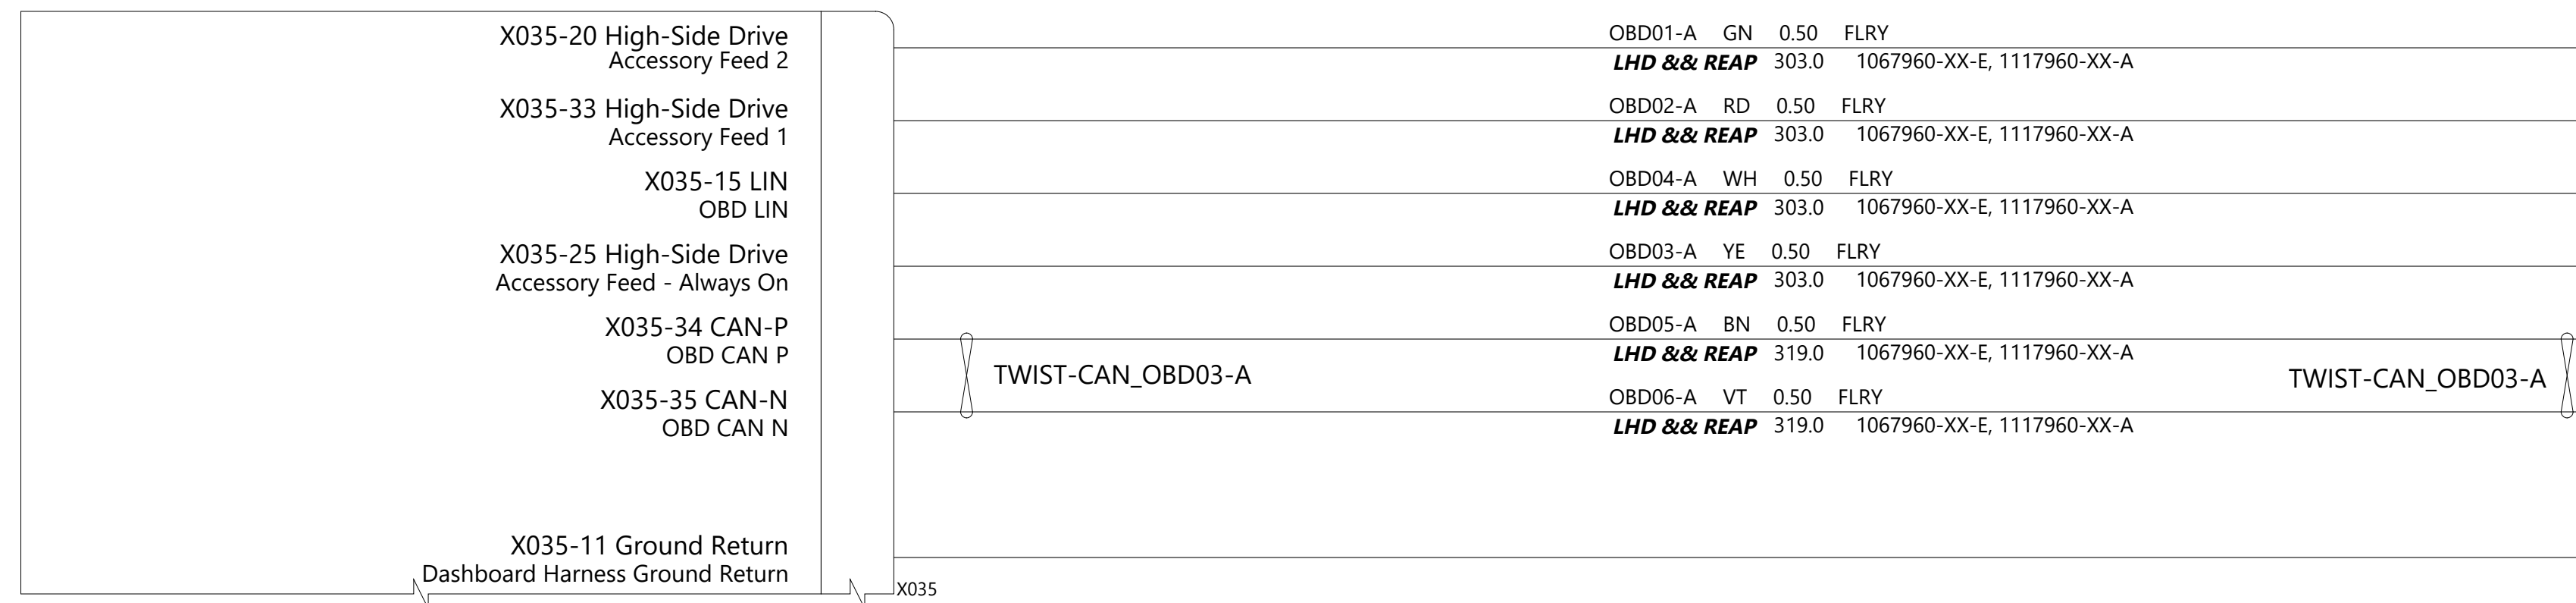 X035-20 High-Side Drive
Accessory Feed 2
OBD01-A GN 0.50 FLRY
LHD && REAP 303.0 1067960-XX-E, 1117960-XX-A
X035-33 High-Side Drive
Accessory Feed 1
OBD02-A RD 0.50 FLRY
LHD && REAP 303.0 1067960-XX-E, 1117960-XX-A
X035-15 LIN
OBD LIN
OBD04-A WH 0.50 FLRY
LHD && REAP 303.0 1067960-XX-E, 1117960-XX-A
X035-25 High-Side Drive
Accessory Feed - Always On
OBD03-A YE 0.50 FLRY
LHD && REAP 303.0 1067960-XX-E, 1117960-XX-A
X035-34 CAN-P
OBD CAN P
OBD05-A BN 0.50 FLRY
LHD && REAP 319.0 1067960-XX-E, 1117960-XX-A
TWIST-CAN_OBD03-A
TWIST-CAN_OBD03-A
X035-35 CAN-N
OBD CAN N
OBD06-A VT 0.50 FLRY
LHD && REAP 319.0 1067960-XX-E, 1117960-XX-A
X035-11 Ground Return
Dashboard Harness Ground Return
X035